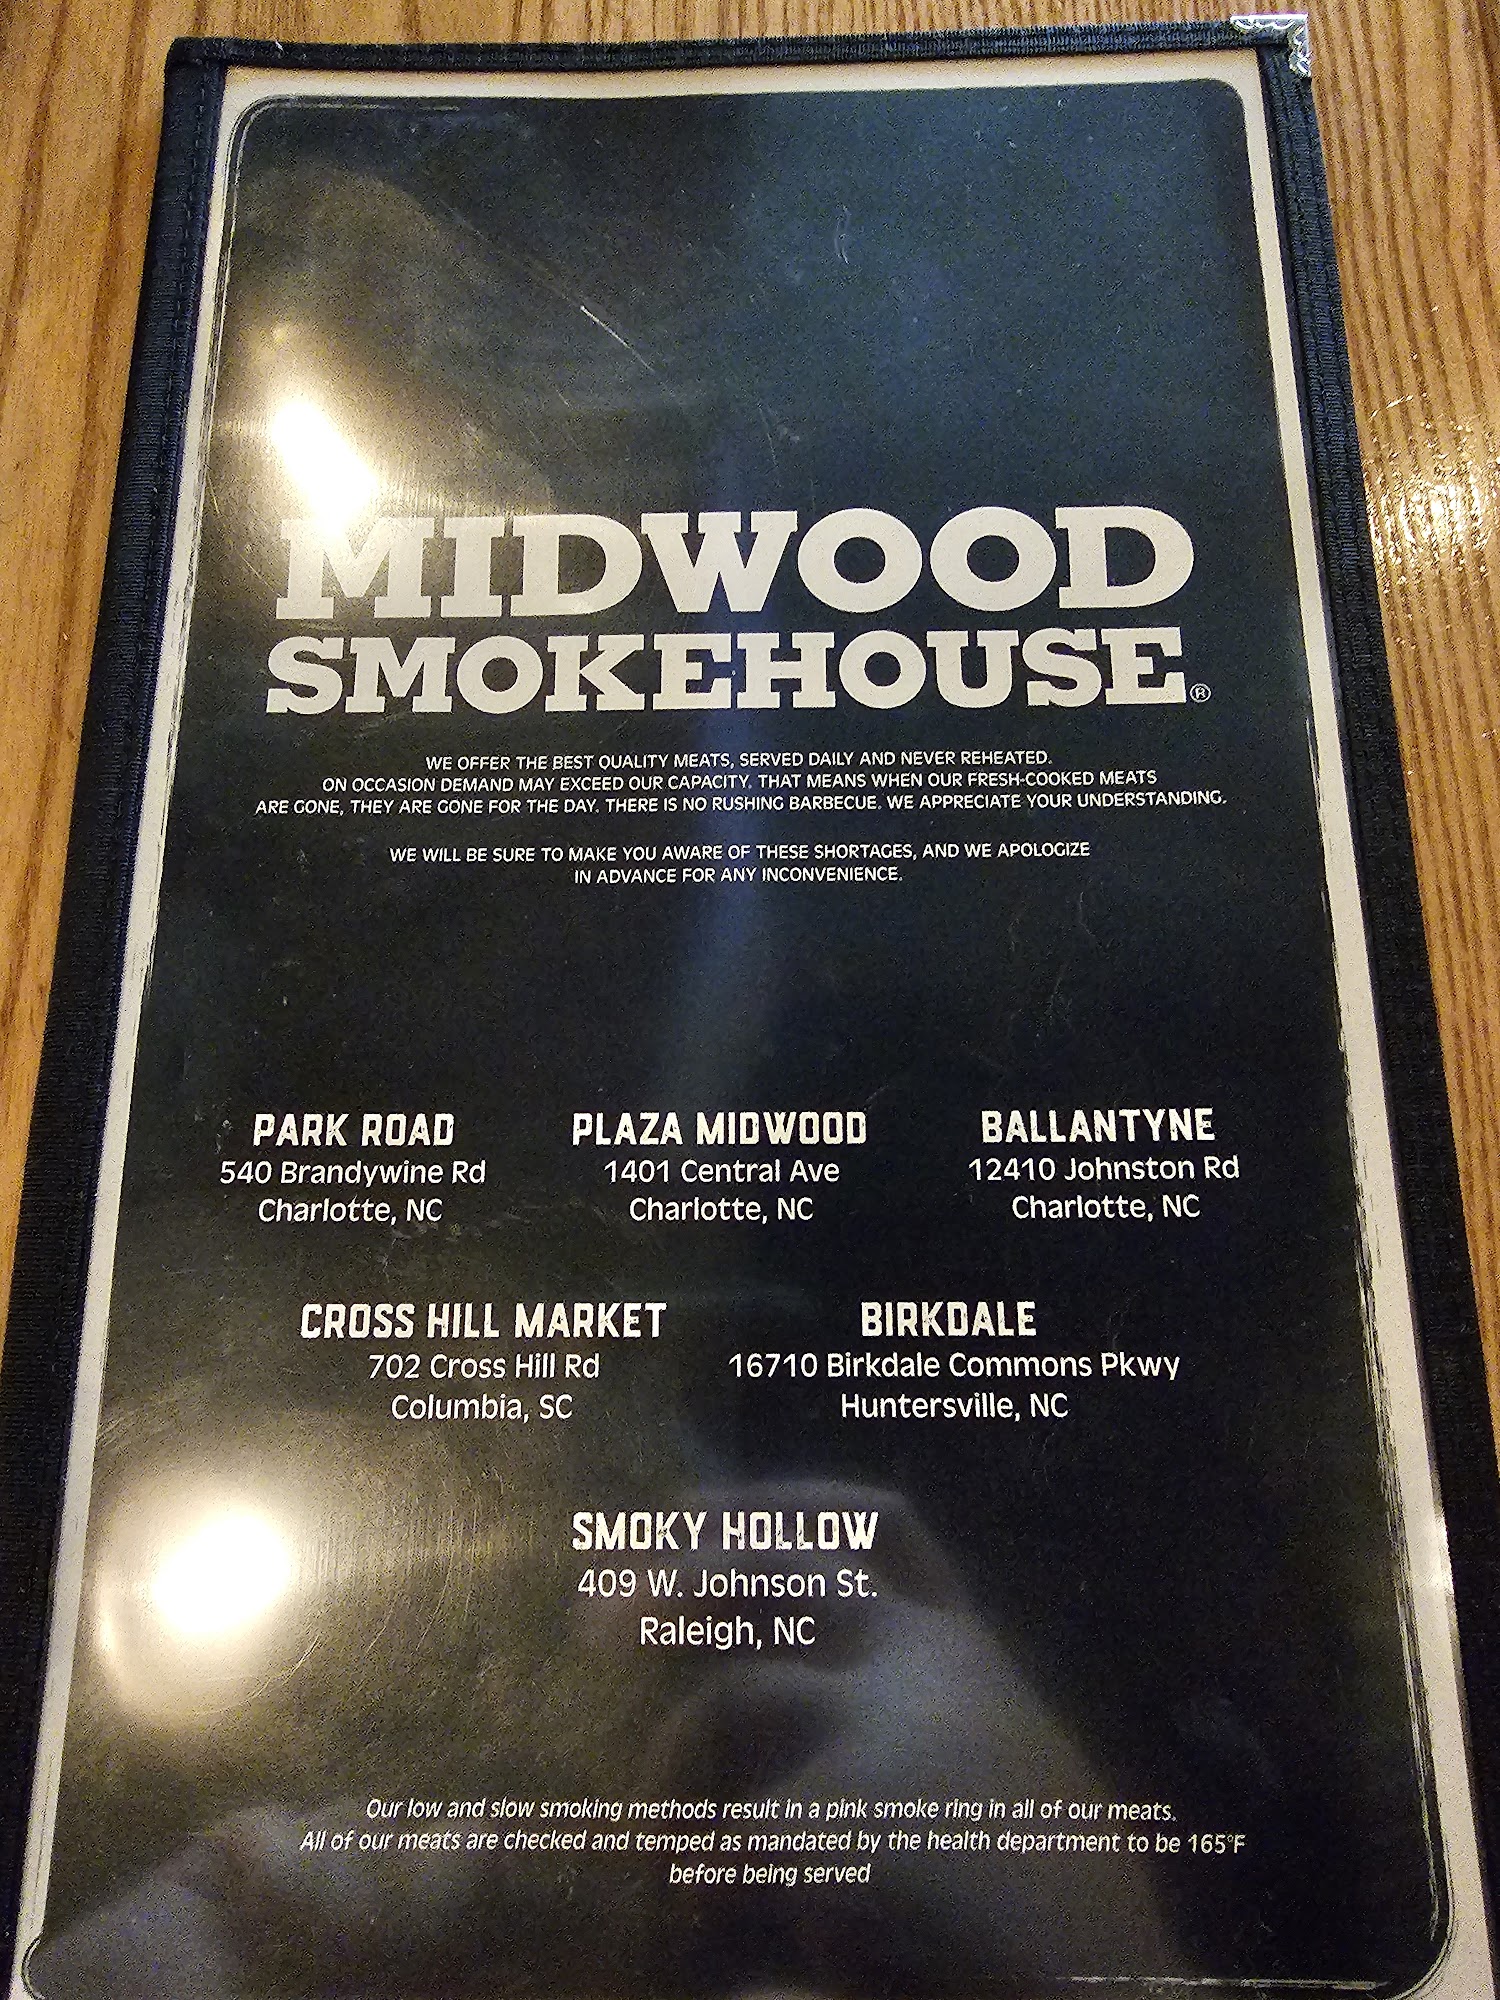 MIDWOOD
SMOKEHOUSE®
WE OFFER THE BEST QUALITY MEATS, SERVED DAILY AND NEVER REHEATED.
ON OCCASION DEMAND MAY EXCEED OUR CAPACITY. THAT MEANS WHEN OUR FRESH-COOKED MEATS
ARE GONE, THEY ARE GONE FOR THE DAY. THERE IS NO RUSHING BARBECUE. WE APPRECIATE YOUR UNDERSTANDING.
WE WILL BE SURE TO MAKE YOU AWARE OF THESE SHORTAGES, AND WE APOLOGIZE
IN ADVANCE FOR ANY INCONVENIENCE.
PARK ROAD
540 Brandywine Rd
Charlotte, NC
PLAZA MIDWOOD
1401 Central Ave
Charlotte, NC
BALLANTYNE
12410 Johnston Rd
Charlotte, NC
CROSS HILL MARKET
702 Cross Hill Rd
Columbia, SC
BIRKDALE
16710 Birkdale Commons Pkwy
Huntersville, NC
SMOKY HOLLOW
409 W. Johnson St.
Raleigh, NC
Our low and slow smoking methods result in a pink smoke ring in all of our meats.
All of our meats are checked and temped as mandated by the health department to be 165°F
before being served